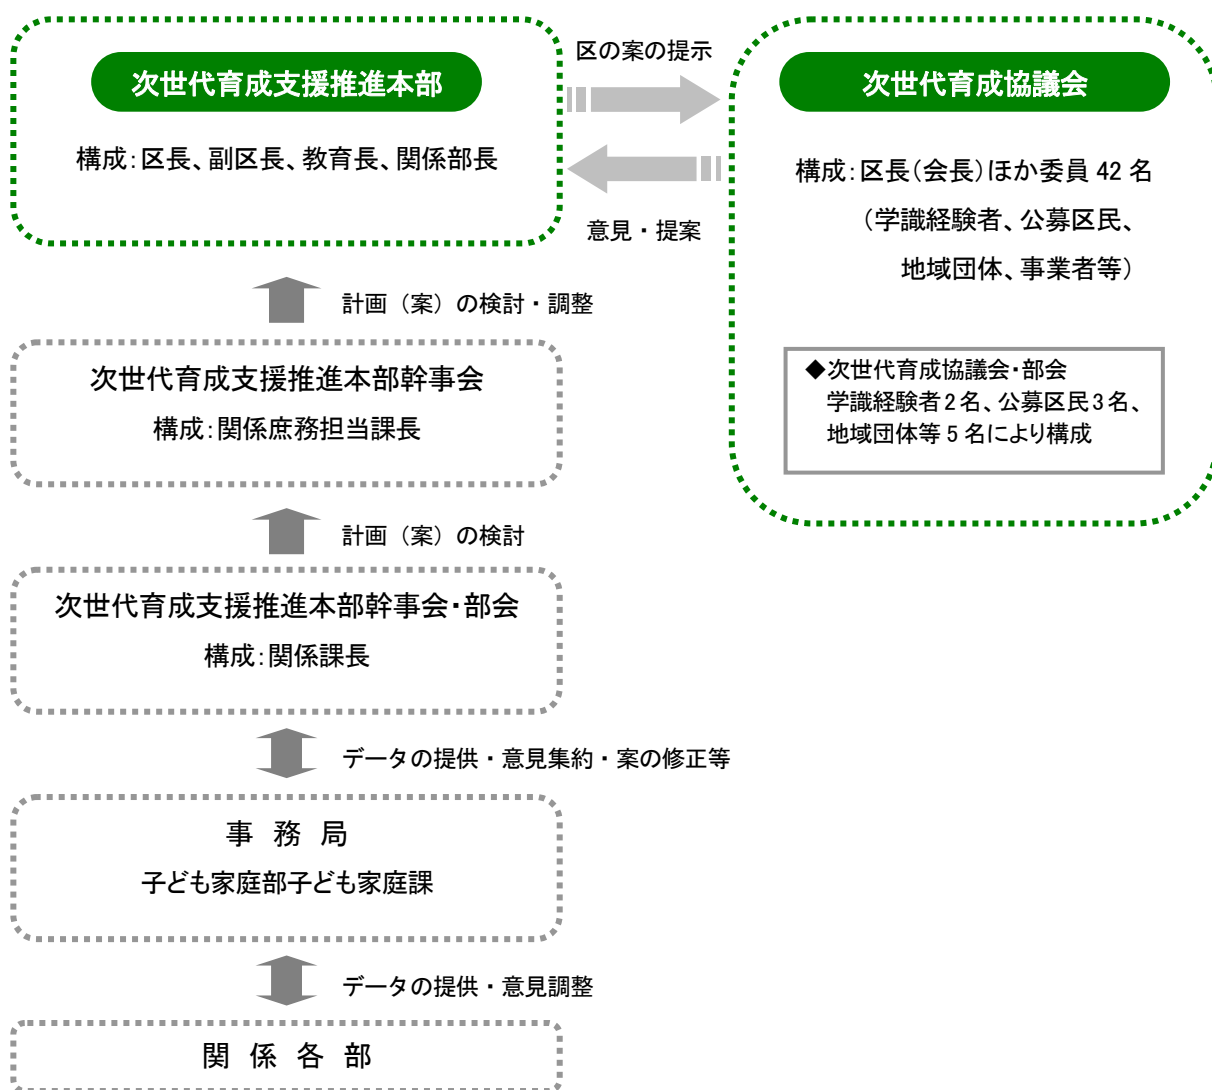 次世代育成支援推進本部
構成：区長、副区長、教育長、関係部長
区の案の提示
意見・提案
次世代育成協議会
構成：区長（会長）ほか委員 42 名
（学識経験者、公募区民、
地域団体、事業者等）
◆次世代育成協議会・部会
学識経験者２名、公募区民３名、
地域団体等 5 名により構成
計画（案）の検討・調整
次世代育成支援推進本部幹事会
構成：関係庶務担当課長
計画（案）の検討
次世代育成支援推進本部幹事会・部会
構成：関係課長
データの提供・意見集約・案の修正等
事 務 局
子ども家庭部子ども家庭課
データの提供・意見調整
関 係 各 部